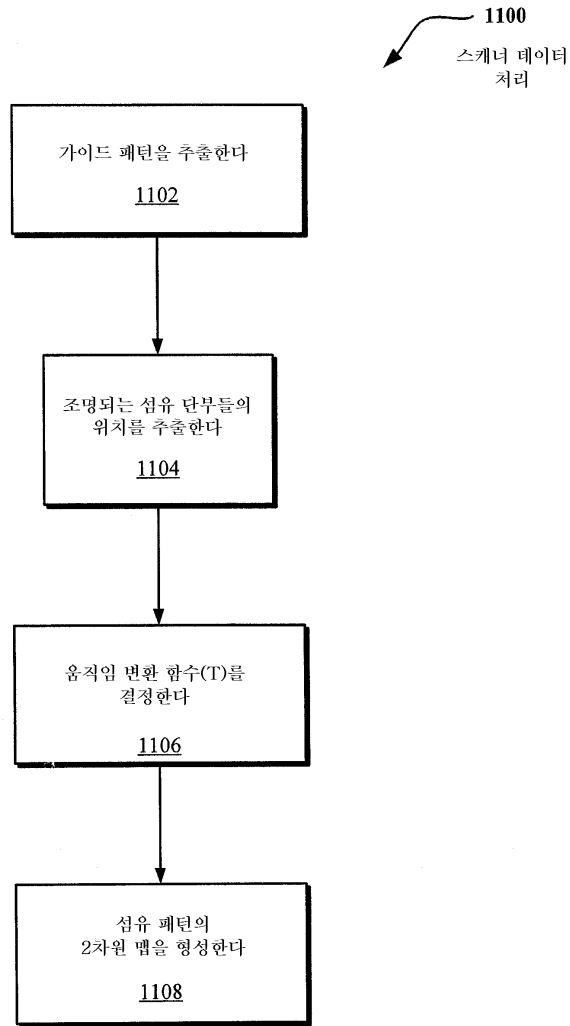 1100
스캐너 데이터
처리
가이드 패턴을 추출한다
1102
조명되는 섬유 단부들의
위치를 추출한다
1104
움직임 변환 함수(T)를
결정한다
1106
섬유 패턴의
2차원 맵을 형성한다
1108